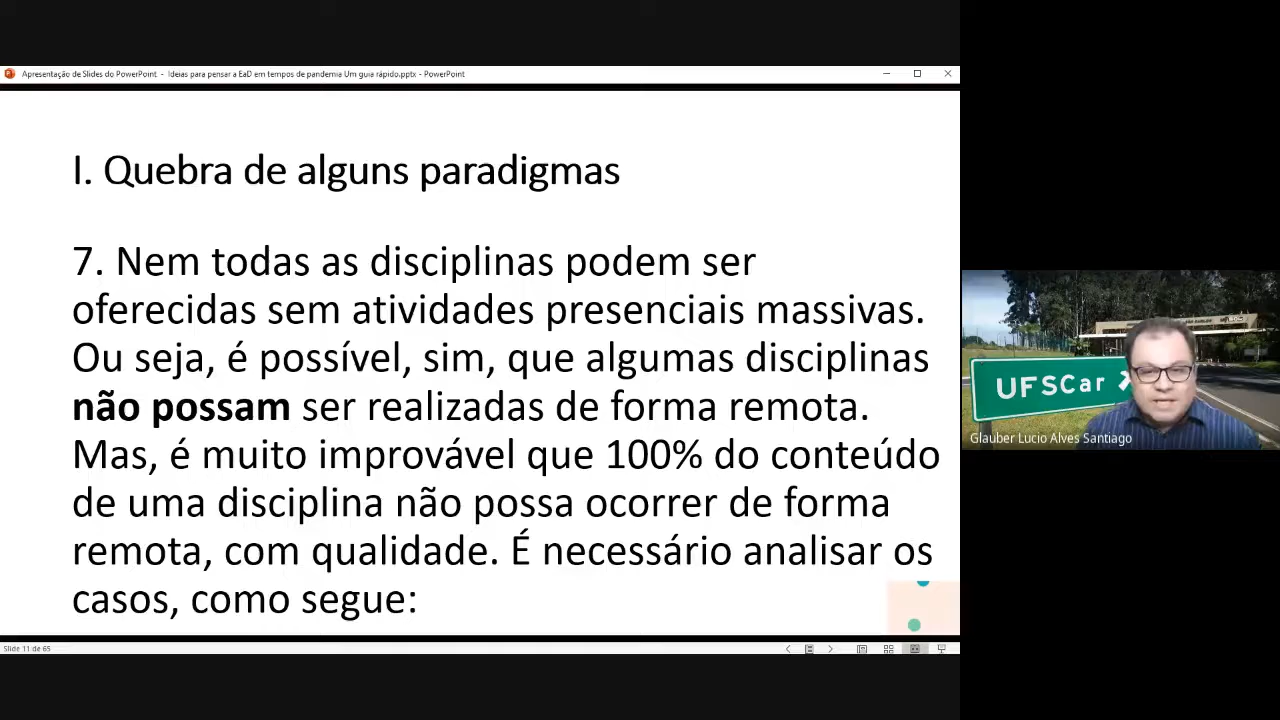 Apresentação de Slides do PowerPoint - Ideias para pensar a EaD em tempos de pandemia Um guia rápido.pptx - PowerPoint
I. Quebra de alguns paradigmas
7. Nem todas as disciplinas podem ser
oferecidas sem atividades presenciais massivas.
Ou seja, é possível, sim, que algumas disciplinas
não possam ser realizadas de forma remota.
Mas, é muito improvável que 100% do conteúdo
de uma disciplina não possa ocorrer de forma
remota, com qualidade. É necessário analisar os
casos, como segue:
Slide 11 de 65
UFSCar
Glauber Lucio Alves Santiago